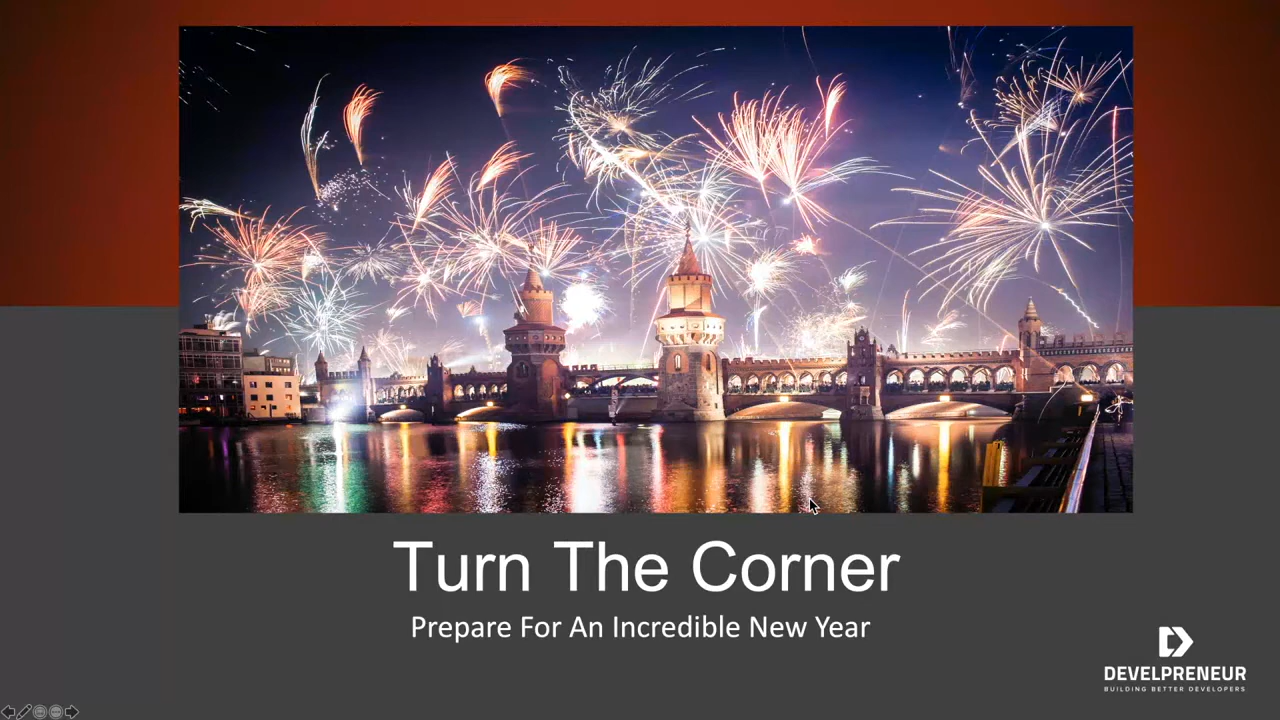 Turn The Corner
Prepare For An Incredible New Year
DEVELPRENEUR
BUILDING BETTER DEVELOPERS